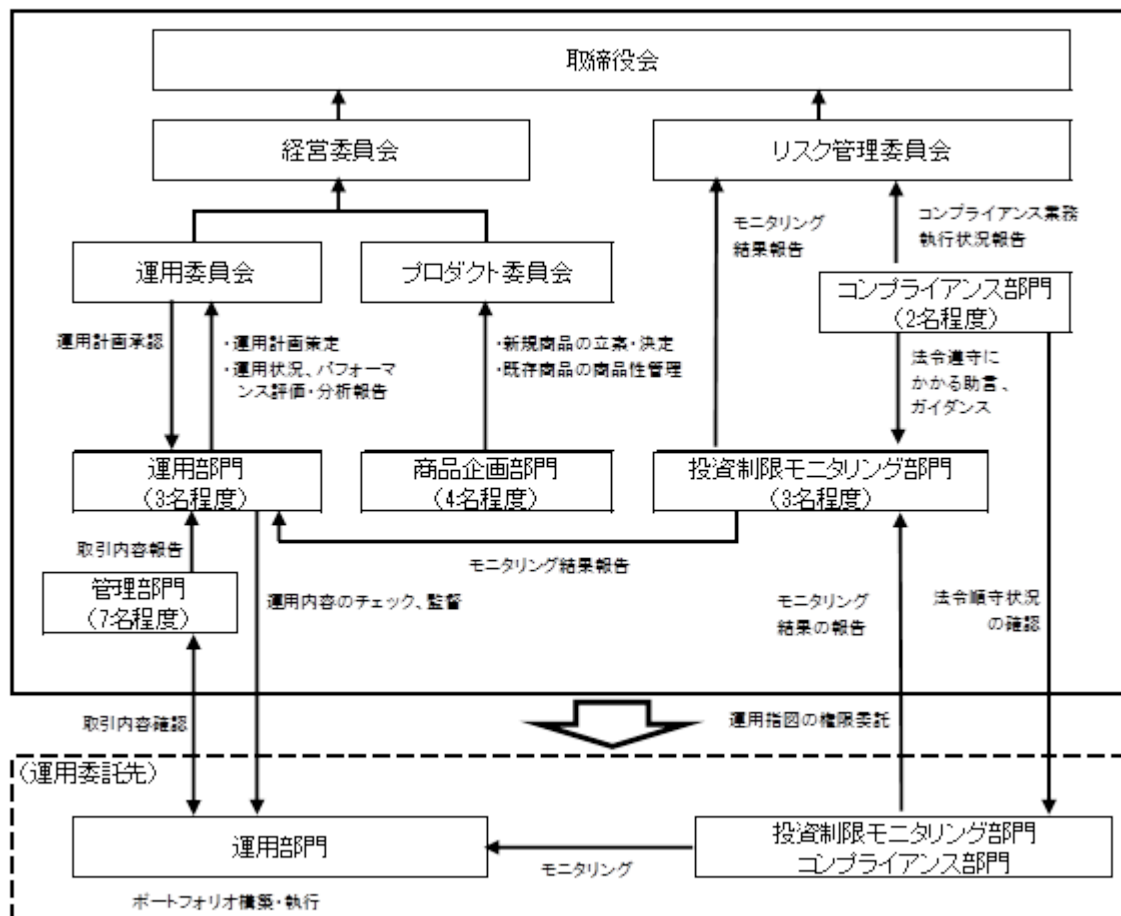 取締役会
経営委員会
リスク管理委員会
モニタリング
結果報告
コンプライアンス業務
執行状況報告
運用委員会
プロダクト委員会
コンプライアンス部門
(2名程度)
運用計画承認
・運用計画策定
・運用状況、パフォーマ
ンス評価・分析報告
・新規商品の立案・決定
・既存商品の商品性管理
法令遵守に
かかる助言、
ガイダンス
運用部門
(3名程度)
商品企画部門
(4名程度)
投資制限モニタリング部門
(3名程度)
取引内容報告
モニタリング結果報告
管理部門
(7名程度)
運用内容のチェック、監督
モニタリング
結果の報告
法令順守状況
の確認
取引内容確認
運用指図の権限委託
(運用委託先)
運用部門
モニタリング
投資制限モニタリング部門
コンプライアンス部門
ポートフォリオ構築・執行